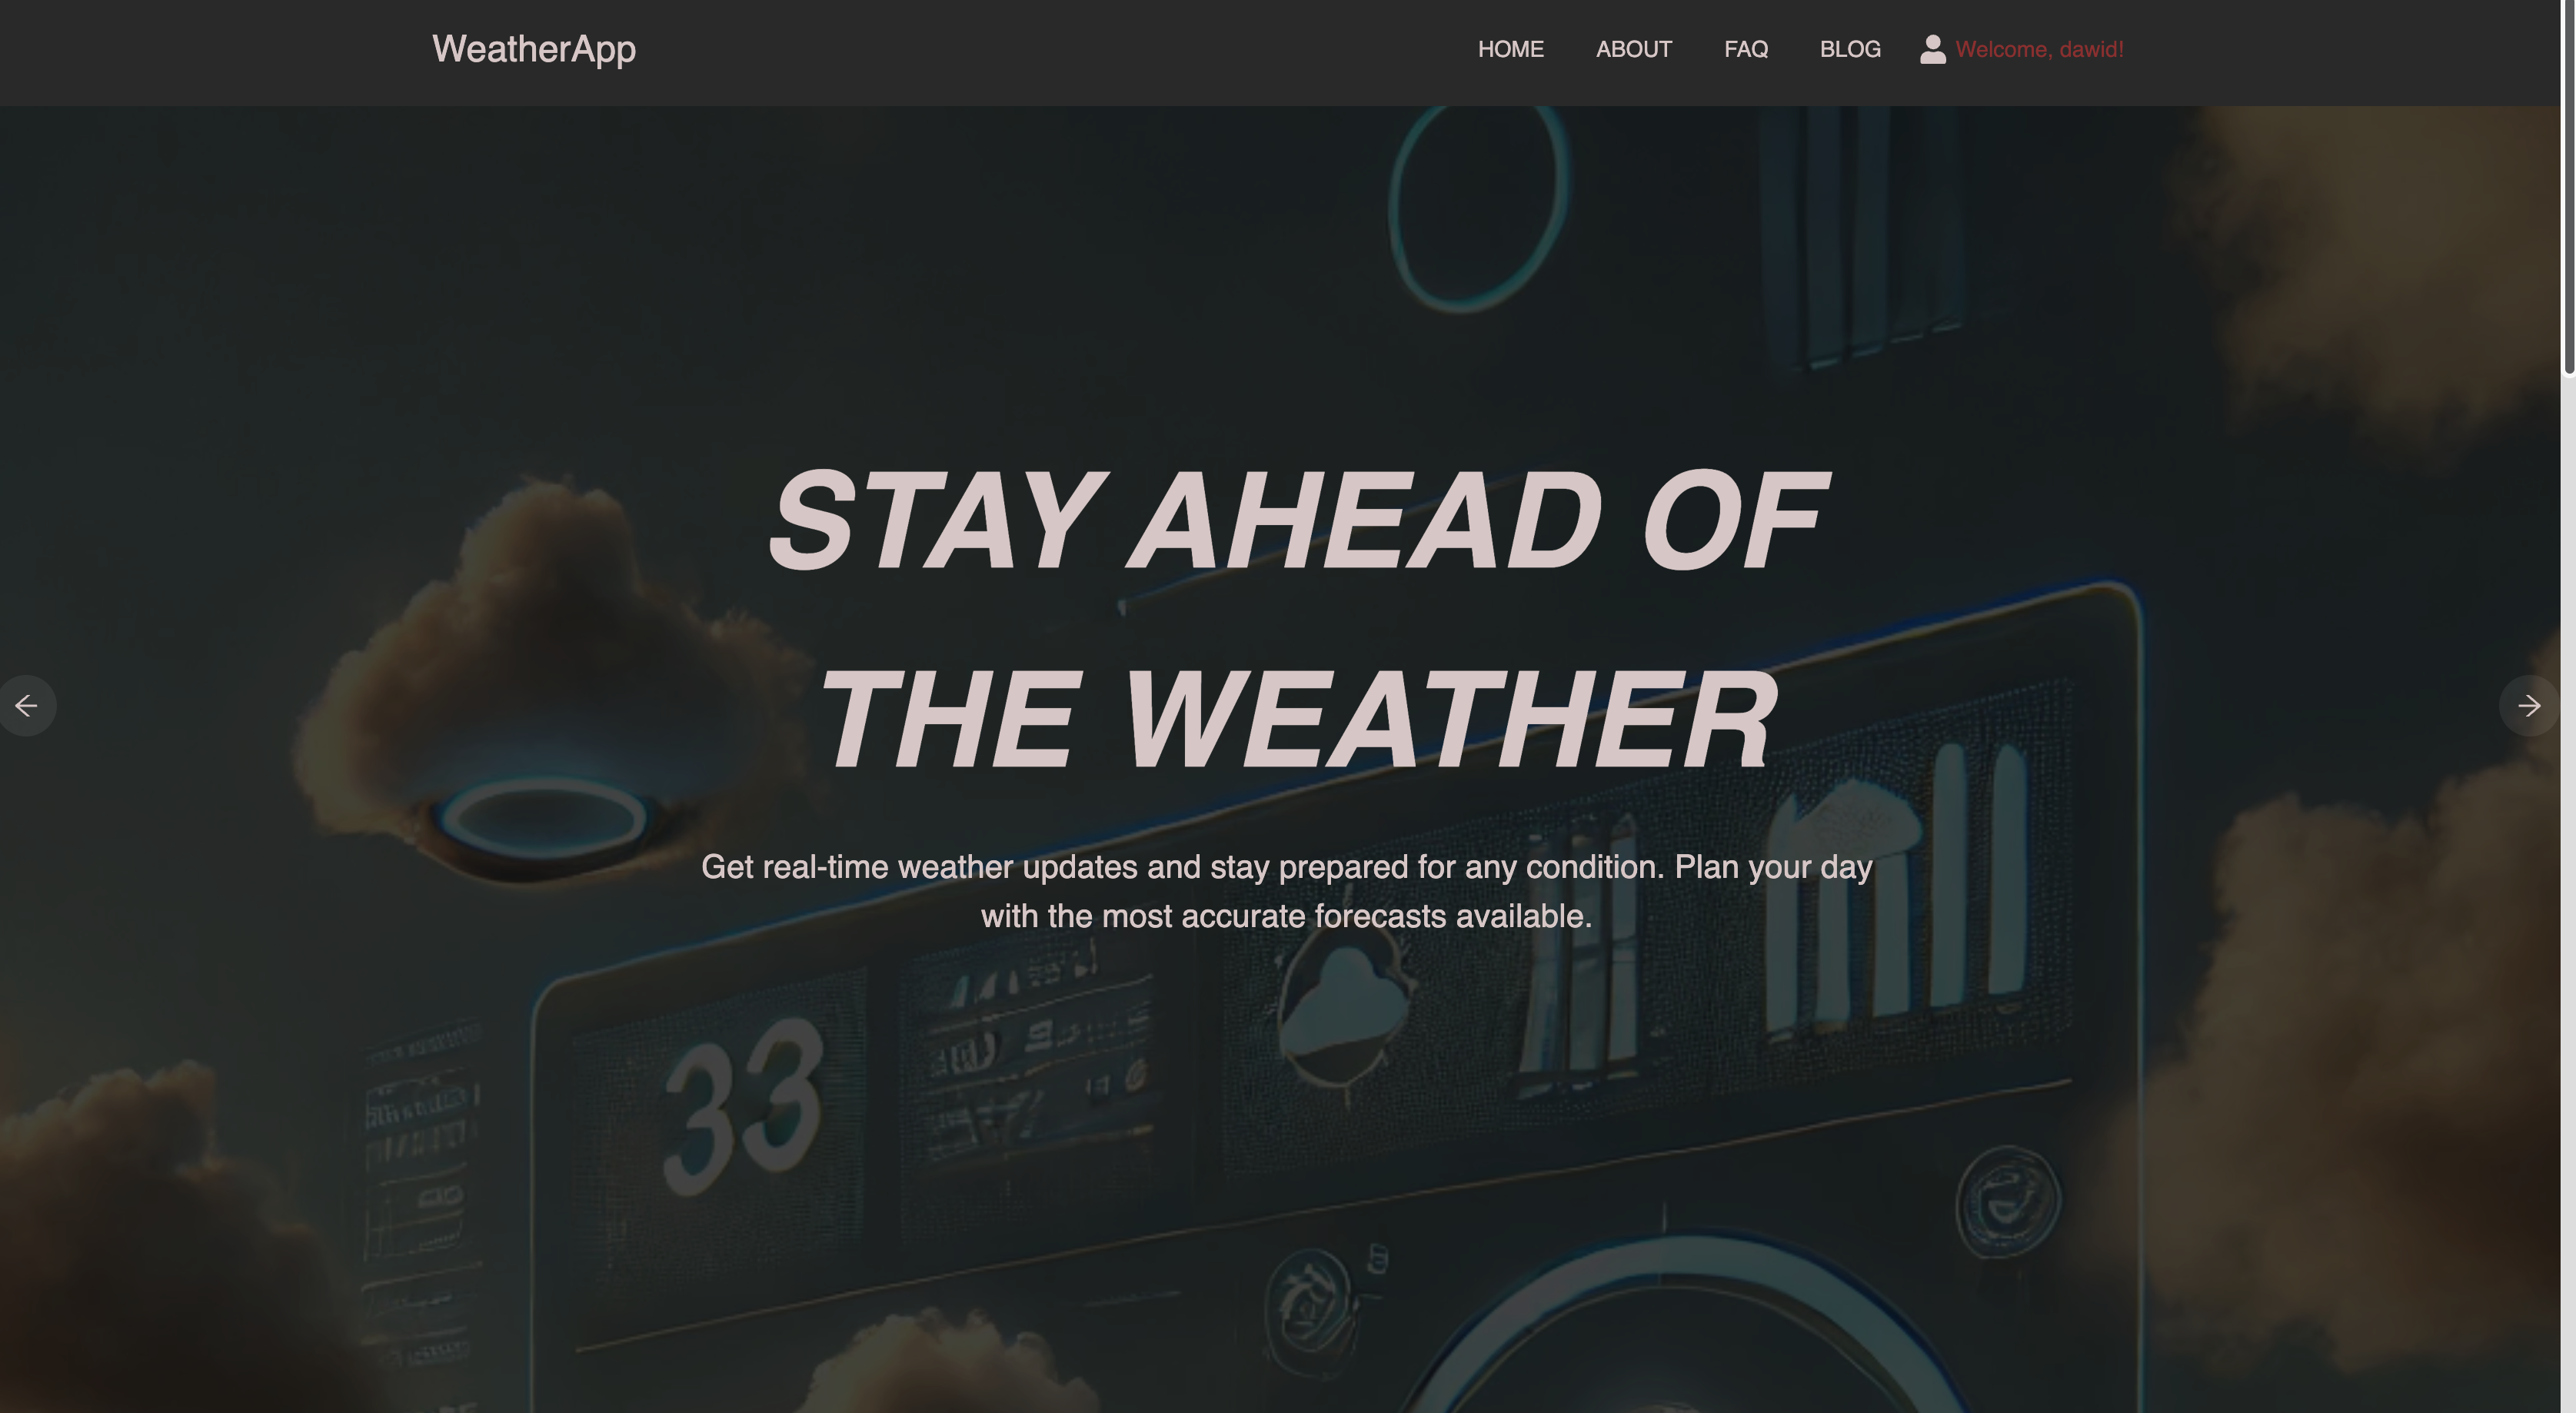 WeatherApp
HOME ABOUT FAQ BLOG Welcome, dawid!
STAY AHEAD OF
THE WEATHER
Get real-time weather updates and stay prepared for any condition. Plan your day
with the most accurate forecasts available.
33